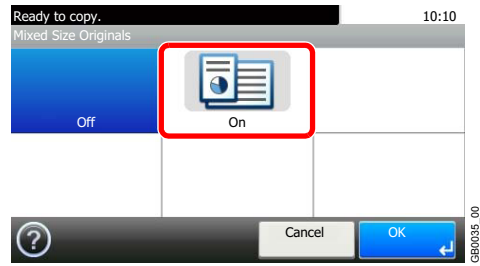 Ready to copy. 10:10
Mixed Size Originals
Off On
? Cancel OK
GB0035_00